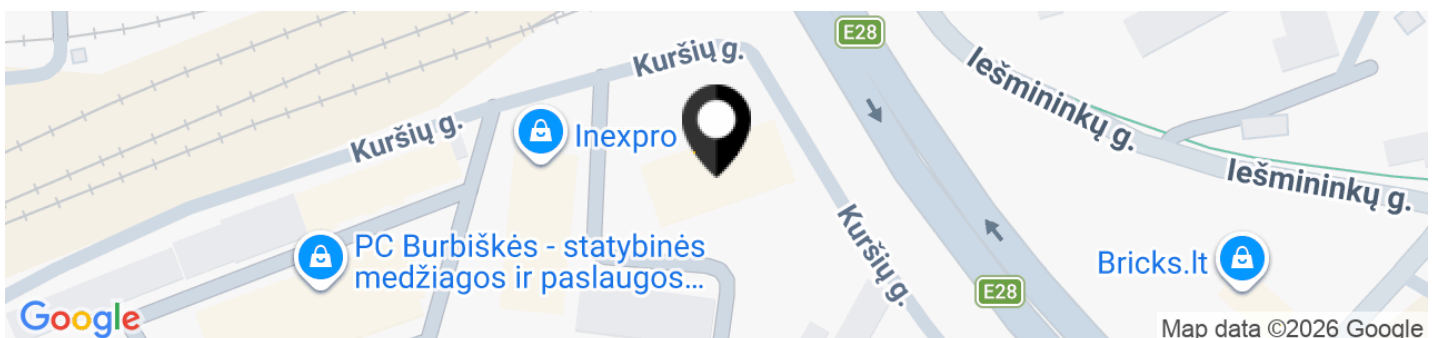 E28
Kuršių g.
Iešmininkų g.
Kuršių g.
Inexpro
Iešmininkų g.
Kuršių g.
PC Burbiškės - statybinės
medžiagos ir paslaugos...
Bricks.lt
E28
Google
Map data ©2026 Google